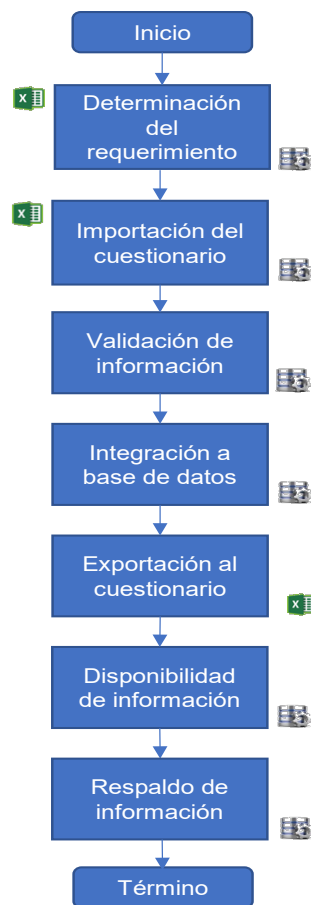 Inicio
Determinación
del
requerimiento
Importación del
cuestionario
Validación de
información
Integración a
base de datos
Exportación al
cuestionario
Disponibilidad
de información
Respaldo de
información
Término